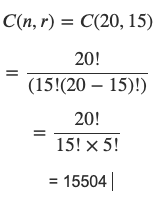 C(n, r) = C(20, 15)
= 20! / (15!(20 − 15)!)
= 20! / 15! × 5!
= 15504